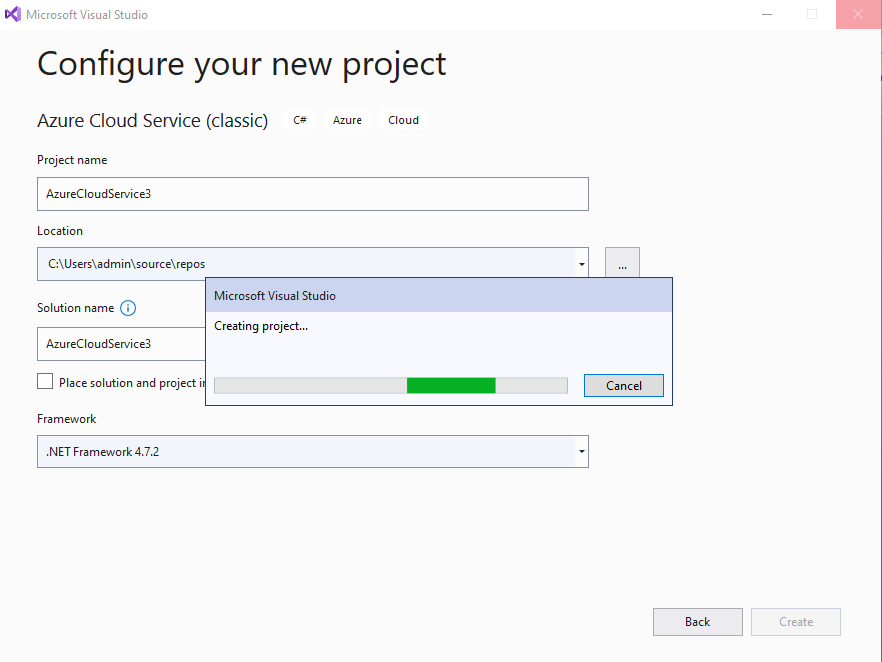 Microsoft Visual Studio
Configure your new project
Azure Cloud Service (classic) C# Azure Cloud
Project name
AzureCloudService3
Location
C:\Users\admin\source\repos
...
Microsoft Visual Studio
Solution name
Creating project...
AzureCloudService3
Place solution and project
Cancel
Framework
.NET Framework 4.7.2
Back Create